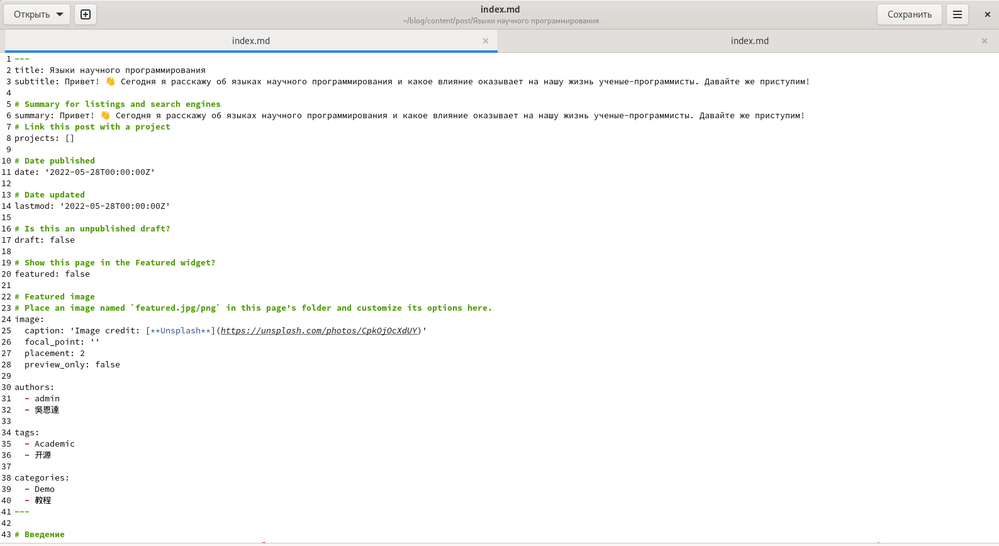 Открыть
index.md
~/blog/content/post/Языки научного программирования
Сохранить
index.md
index.md
1 ---
2 title: Языки научного программирования
3 subtitle: Привет! 👋 Сегодня я расскажу об языках научного программирования и какое влияние оказывает на нашу жизнь ученые-программисты. Давайте же приступим!
4
5 # Summary for listings and search engines
6 summary: Привет! 👋 Сегодня я расскажу об языках научного программирования и какое влияние оказывает на нашу жизнь ученые-программисты. Давайте же приступим!
7 # Link this post with a project
8 projects: []
9
10 # Date published
11 date: '2022-05-28T00:00:00Z'
12
13 # Date updated
14 lastmod: '2022-05-28T00:00:00Z'
15
16 # Is this an unpublished draft?
17 draft: false
18
19 # Show this page in the Featured widget?
20 featured: false
21
22 # Featured image
23 # Place an image named `featured.jpg/png` in this page's folder and customize its options here.
24 image:
25   caption: 'Image credit: [**Unsplash**](https://unsplash.com/photos/CpkOjOcXdUY)'
26   focal_point: ''
27   placement: 2
28   preview_only: false
29
30 authors:
31   - admin
32   - 吳恩達
33
34 tags:
35   - Academic
36   - 开源
37
38 categories:
39   - Demo
40   - 教程
41 ---
42
43 # Введение